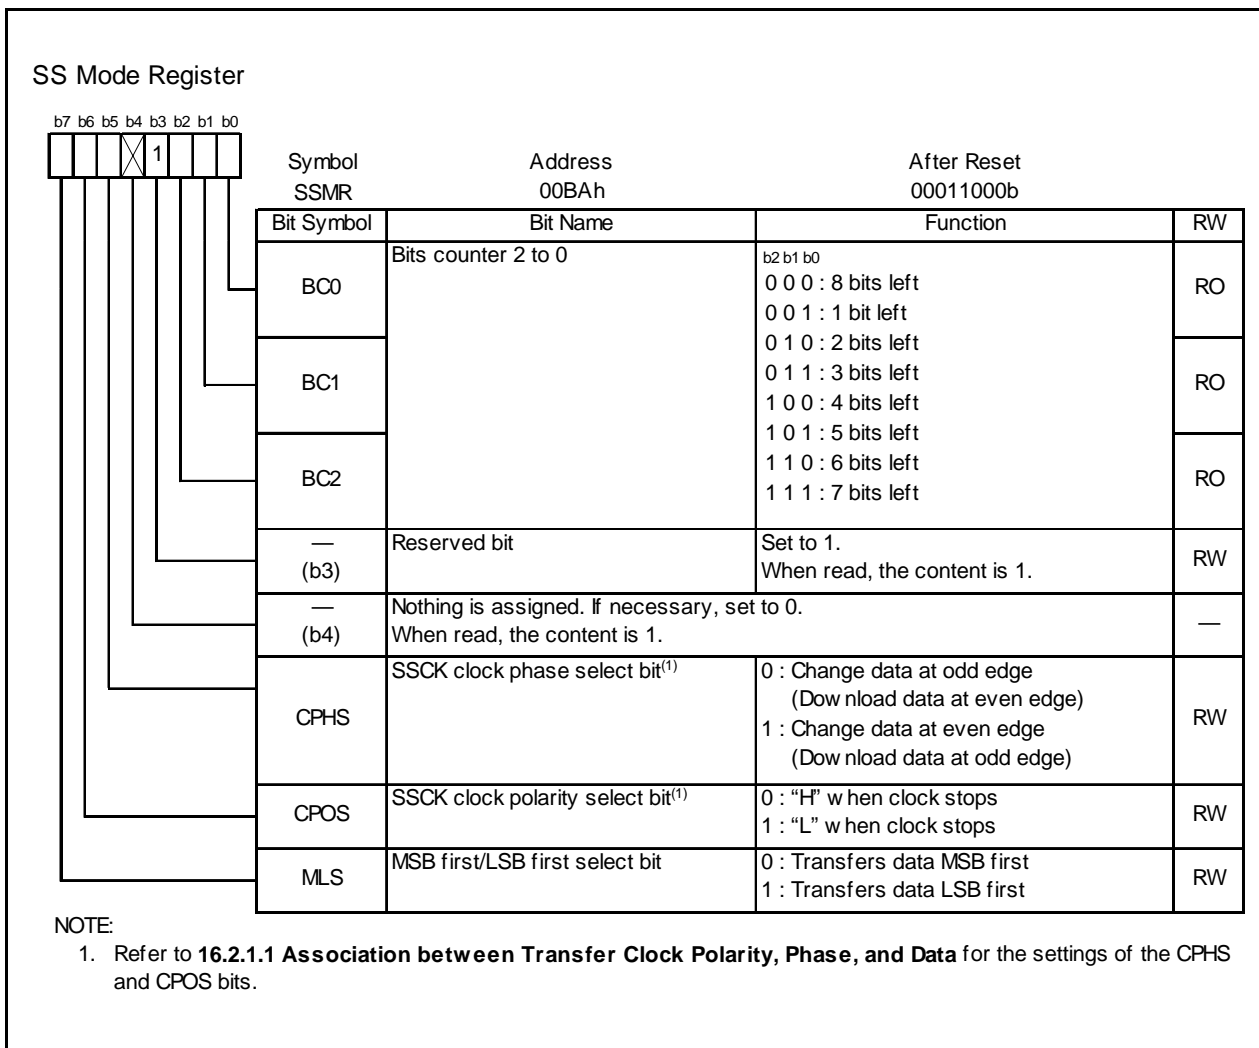 SS Mode Register
b7 b6 b5 b4 b3 b2 b1 b0
1
Symbol Address After Reset
SSMR 00BAh 00011000b
Bit Symbol Bit Name Function RW
BC0 Bits counter 2 to 0 b2 b1 b0
0 0 0 : 8 bits left RO
0 0 1 : 1 bit left
0 1 0 : 2 bits left
BC1 0 1 1 : 3 bits left RO
1 0 0 : 4 bits left
1 0 1 : 5 bits left
BC2 1 1 0 : 6 bits left RO
1 1 1 : 7 bits left
— Reserved bit Set to 1.
(b3) When read, the content is 1. RW
— Nothing is assigned. If necessary, set to 0.
(b4) When read, the content is 1. —
CPHS SSCK clock phase select bit(1) 0 : Change data at odd edge
(Download data at even edge) RW
1 : Change data at even edge
(Download data at odd edge)
CPOS SSCK clock polarity select bit(1) 0 : “H” when clock stops RW
1 : “L” when clock stops
MLS MSB first/LSB first select bit 0 : Transfers data MSB first RW
1 : Transfers data LSB first
NOTE:
1. Refer to 16.2.1.1 Association between Transfer Clock Polarity, Phase, and Data for the settings of the CPHS
and CPOS bits.